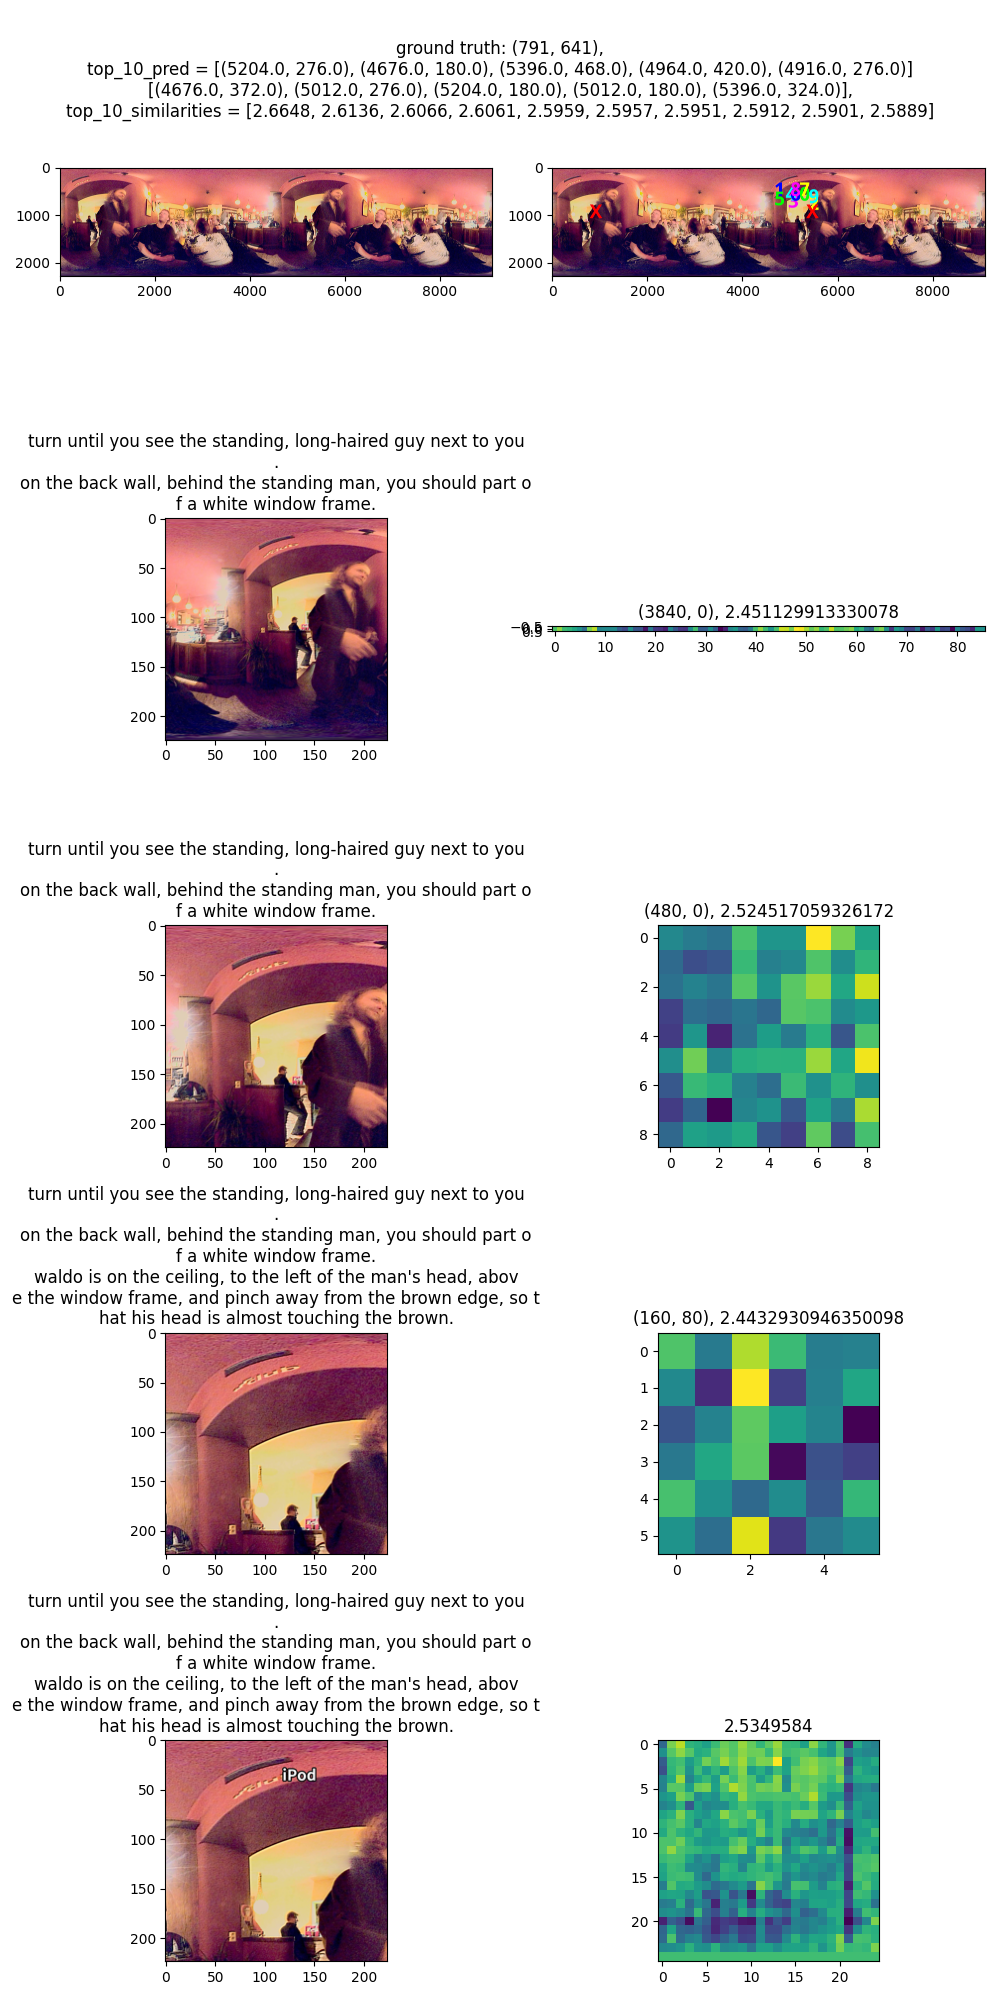 ground truth: (791, 641),
top_10_pred = [(5204.0, 276.0), (4676.0, 180.0), (5396.0, 468.0), (4964.0, 420.0), (4916.0, 276.0)]
[(4676.0, 372.0), (5012.0, 276.0), (5204.0, 180.0), (5012.0, 180.0), (5396.0, 324.0)],
top_10_similarities = [2.6648, 2.6136, 2.6066, 2.6061, 2.5959, 2.5957, 2.5951, 2.5912, 2.5901, 2.5889]
0
1000
2000
0 2000 4000 6000 8000
0
1000
2000
0 2000 4000 6000 8000
X
X
turn until you see the standing, long-haired guy next to you
.
on the back wall, behind the standing man, you should part o
f a white window frame.
0
50
100
150
200
0 50 100 150 200
(3840, 0), 2.451129913330078
0 10 20 30 40 50 60 70 80
turn until you see the standing, long-haired guy next to you
.
on the back wall, behind the standing man, you should part o
f a white window frame.
0
50
100
150
200
0 50 100 150 200
(480, 0), 2.524517059326172
0
2
4
6
8
0 2 4 6 8
turn until you see the standing, long-haired guy next to you
.
on the back wall, behind the standing man, you should part o
f a white window frame.
waldo is on the ceiling, to the left of the man's head, abov
e the window frame, and pinch away from the brown edge, so t
hat his head is almost touching the brown.
0
50
100
150
200
0 50 100 150 200
(160, 80), 2.4432930946350098
0
1
2
3
4
5
0 2 4
turn until you see the standing, long-haired guy next to you
.
on the back wall, behind the standing man, you should part o
f a white window frame.
waldo is on the ceiling, to the left of the man's head, abov
e the window frame, and pinch away from the brown edge, so t
hat his head is almost touching the brown.
0
50
100
150
200
iPod
0 50 100 150 200
2.5349584
0
5
10
15
20
0 5 10 15 20